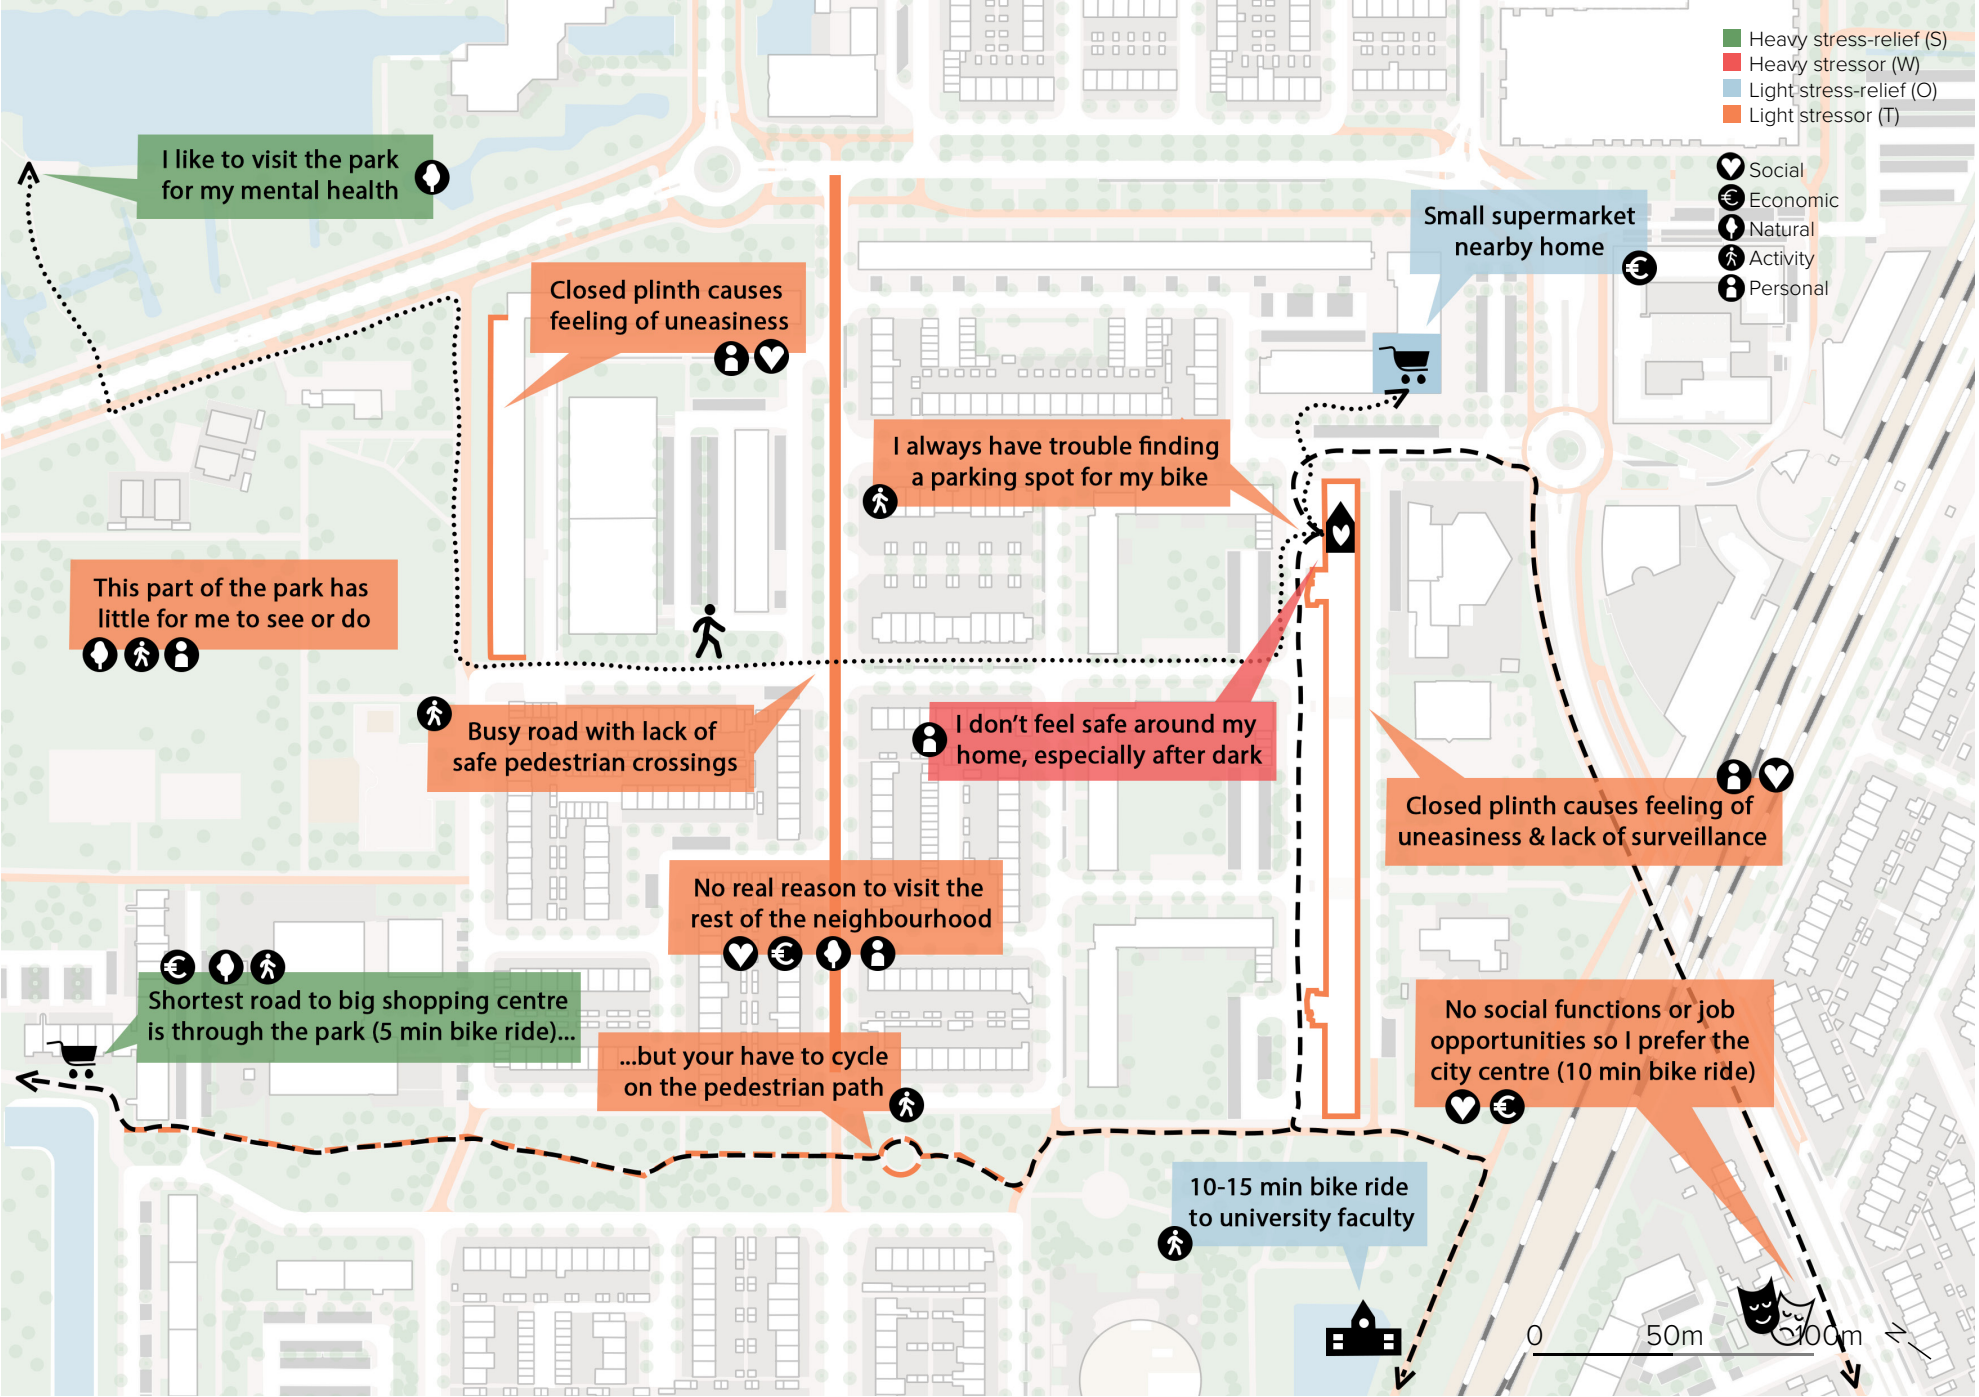 Heavy stress-relief (S)
Heavy stressor (W)
Light stress-relief (O)
Light stressor (T)
Social
Economic
Natural
Activity
Personal
I like to visit the park
for my mental health
Small supermarket
nearby home
Closed plinth causes
feeling of uneasiness
I always have trouble finding
a parking spot for my bike
This part of the park has
little for me to see or do
Busy road with lack of
safe pedestrian crossings
I don't feel safe around my
home, especially after dark
Closed plinth causes feeling of
uneasiness & lack of surveillance
No real reason to visit the
rest of the neighbourhood
Shortest road to big shopping centre
is through the park (5 min bike ride)...
...but your have to cycle
on the pedestrian path
No social functions or job
opportunities so I prefer the
city centre (10 min bike ride)
10-15 min bike ride
to university faculty
0 50m 100m
N